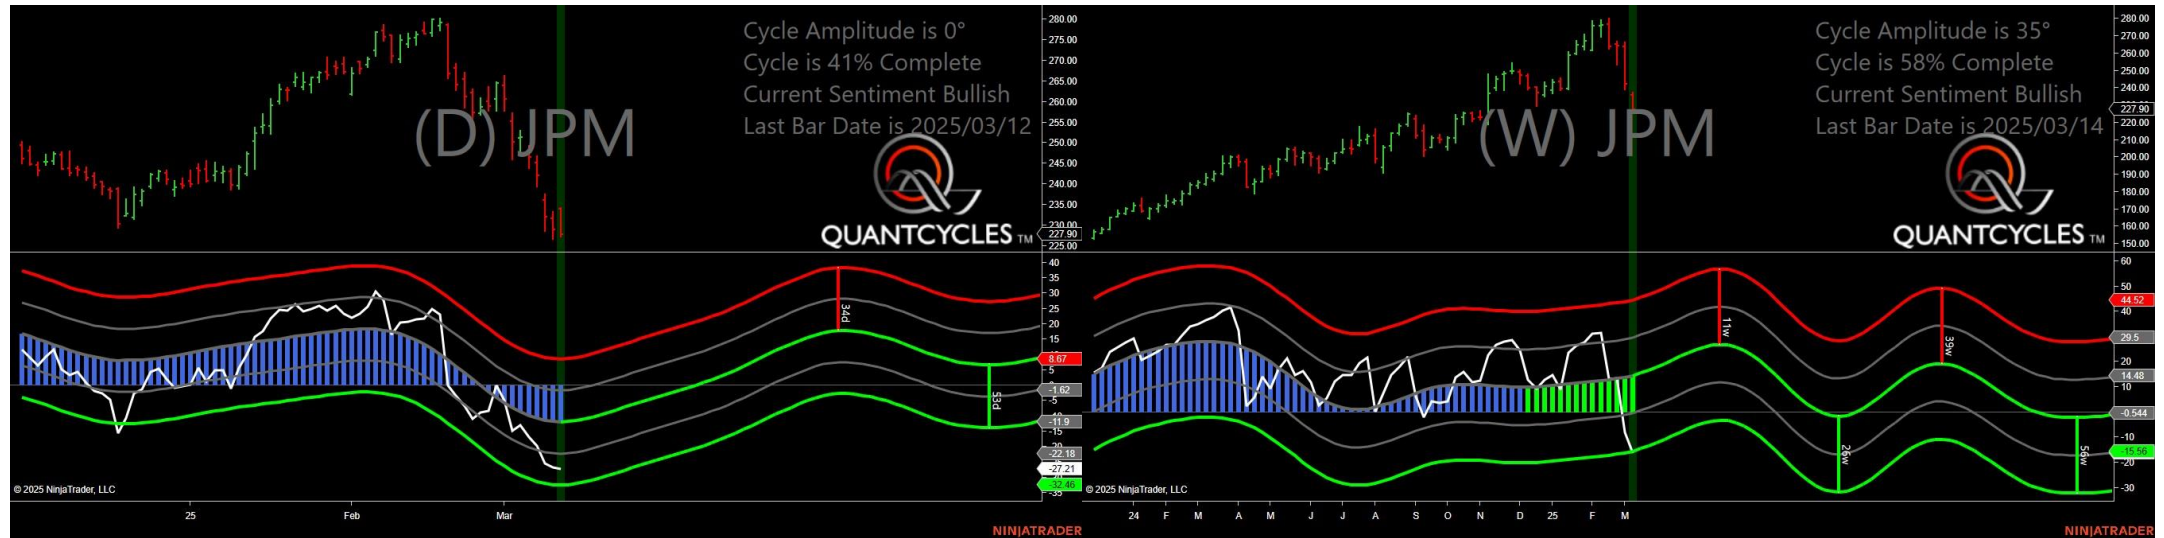 Cycle Amplitude is 0°
Cycle is 41% Complete
Current Sentiment Bullish
Last Bar Date is 2025/03/12
(D) JPM
QUANTCYCLES TM
280.00
275.00
270.00
265.00
260.00
255.00
250.00
245.00
240.00
235.00
230.00
227.90
225.00
40
35
30
25
20
15
8.67
5
-1.62
-5
-11.9
-15
-22.18
-27.21
-32.46
-35
34d
53d
© 2025 NinjaTrader, LLC
25
Feb
Mar
NINJATRADER
Cycle Amplitude is 35°
Cycle is 58% Complete
Current Sentiment Bullish
Last Bar Date is 2025/03/14
(W) JPM
QUANTCYCLES TM
280.00
270.00
260.00
250.00
240.00
227.90
220.00
210.00
200.00
190.00
180.00
170.00
160.00
150.00
60
50
44.52
40
29.5
20
14.48
10
-0.544
-10
-15.56
-20
-30
11w
26w
39w
56w
© 2025 NinjaTrader, LLC
24
F
M
A
M
J
J
A
S
O
N
D
25
F
M
NINJATRADER